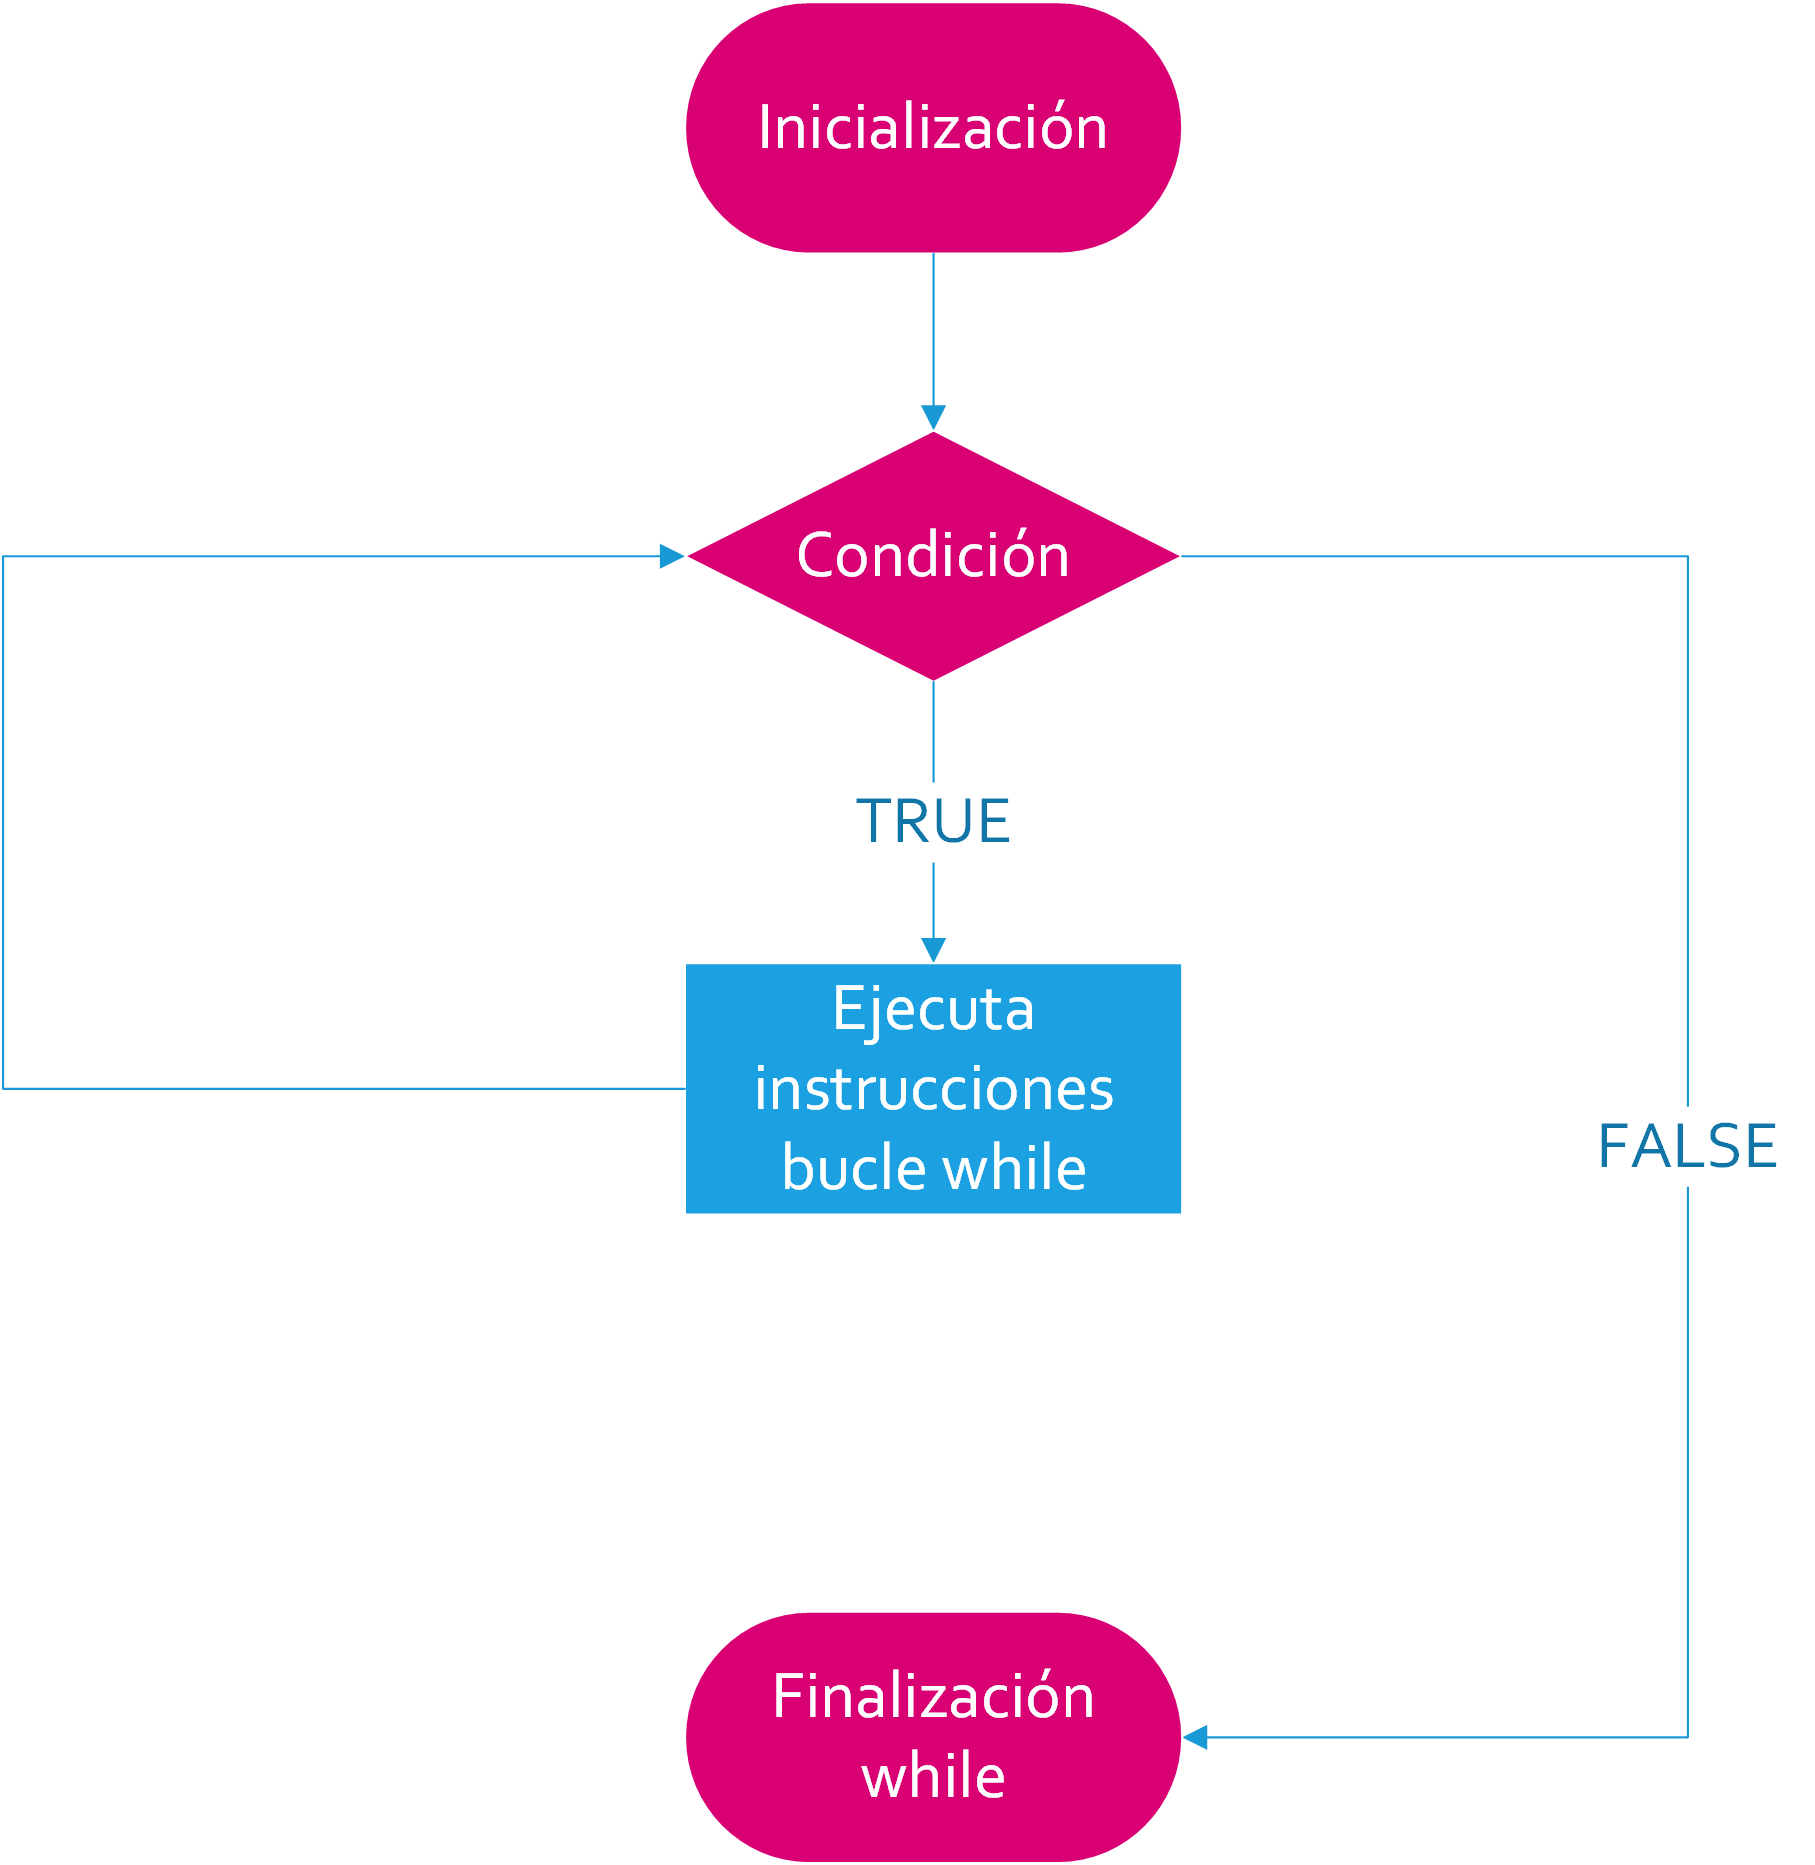 Inicialización
Condición
TRUE
Ejecuta
instrucciones
bucle while
FALSE
Finalización
while